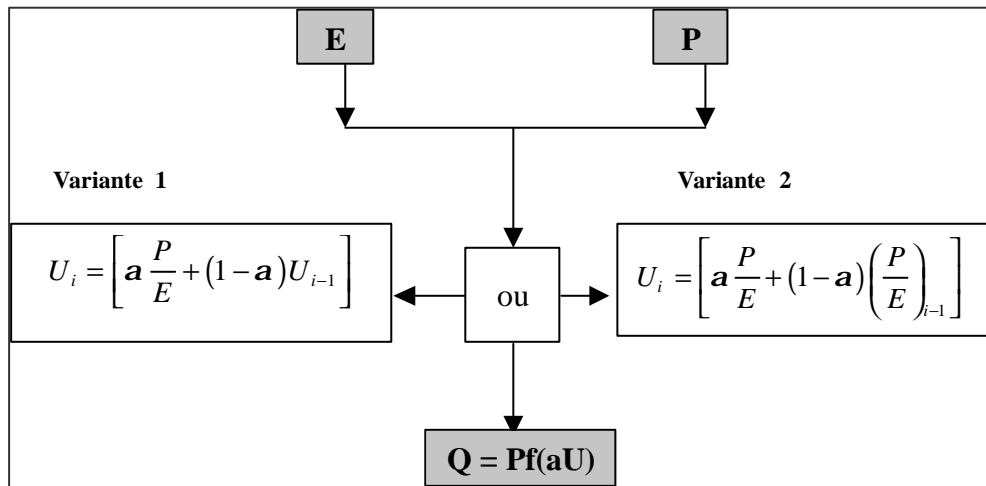 E
P
Variante 1
Variante 2
U_i = [a P/E + (1 − a)U_{i−1}]
ou
U_i = [a P/E + (1 − a)(P/E)_{i−1}]
Q = Pf(aU)